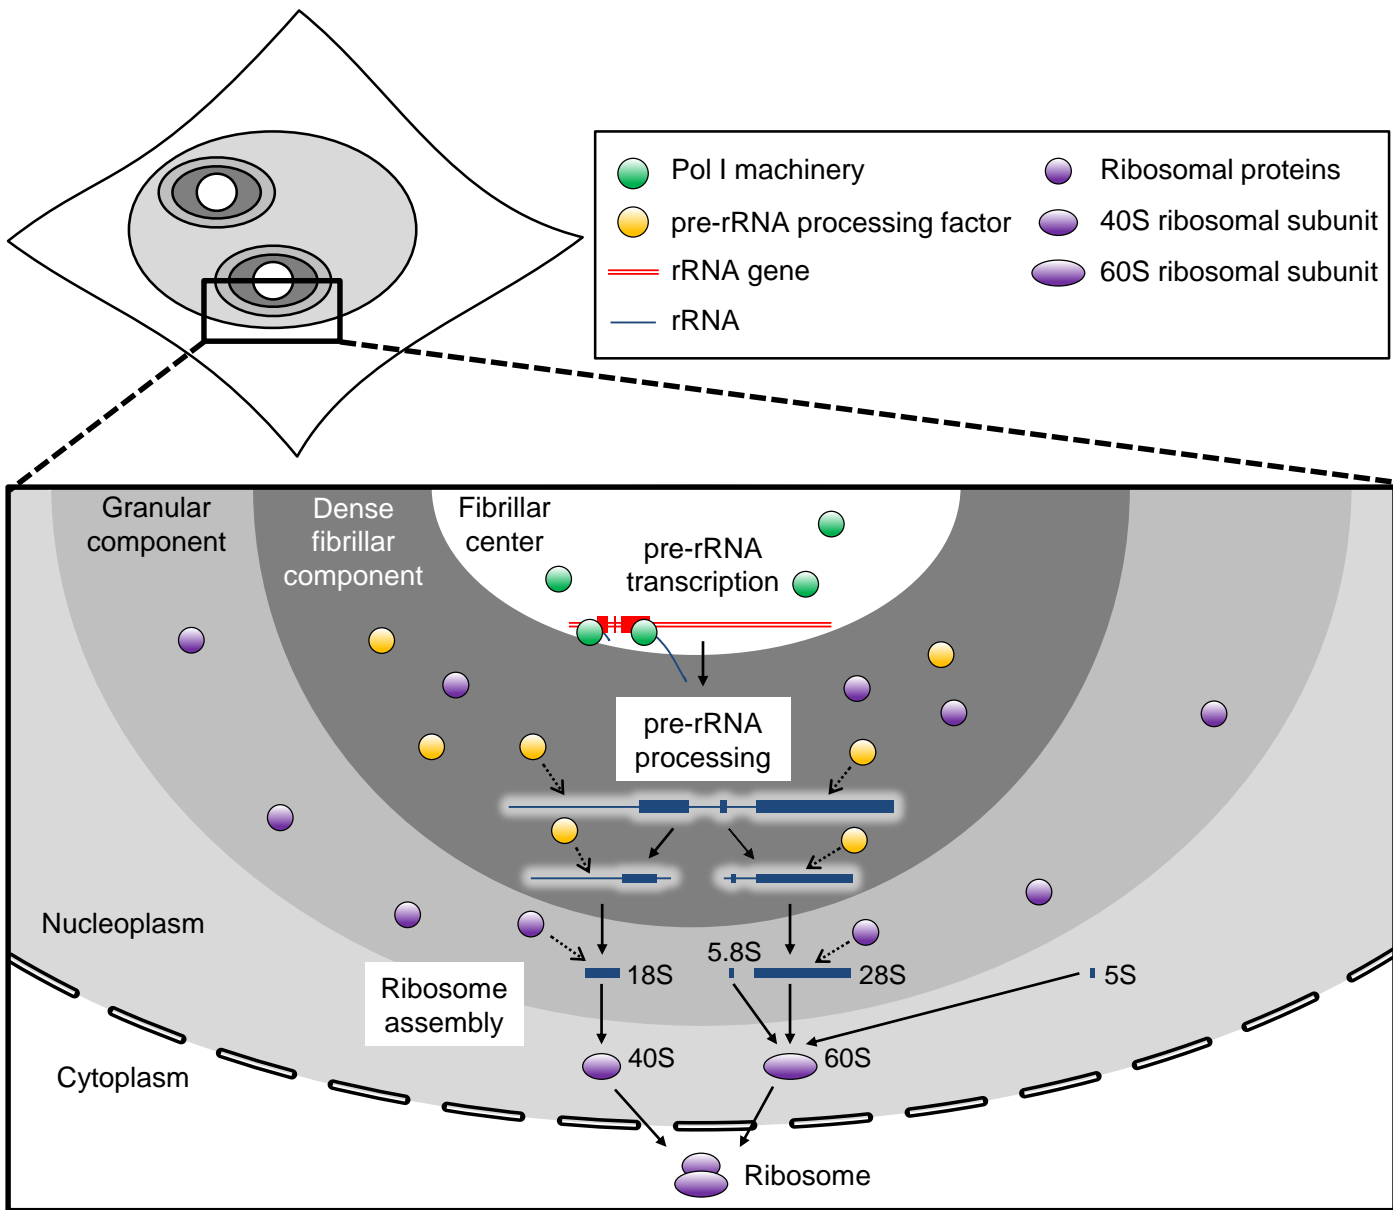 Pol I machinery
pre-rRNA processing factor
rRNA gene
rRNA
Ribosomal proteins
40S ribosomal subunit
60S ribosomal subunit
Granular
component
Dense
fibrillar
component
Fibrillar
center
pre-rRNA
transcription
pre-rRNA
processing
Nucleoplasm
Ribosome
assembly
18S
5.8S
28S
5S
Cytoplasm
40S
60S
Ribosome